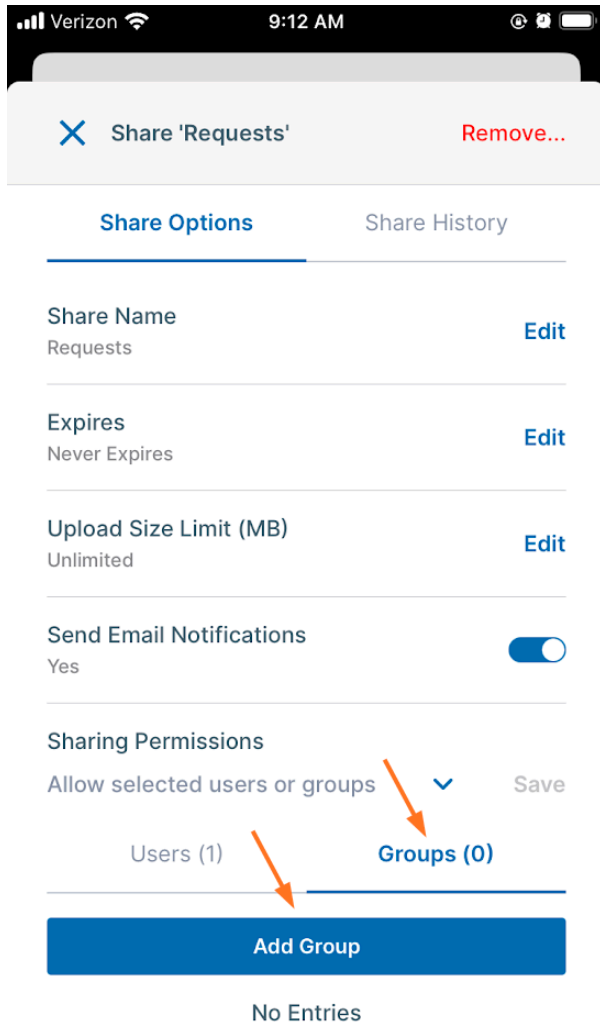 Verizon 9:12 AM
Share 'Requests' Remove...
Share Options Share History
Share Name
Edit
Requests
Expires
Edit
Never Expires
Upload Size Limit (MB)
Edit
Unlimited
Send Email Notifications
Yes
Sharing Permissions
Allow selected users or groups Save
Users (1) Groups (0)
Add Group
No Entries